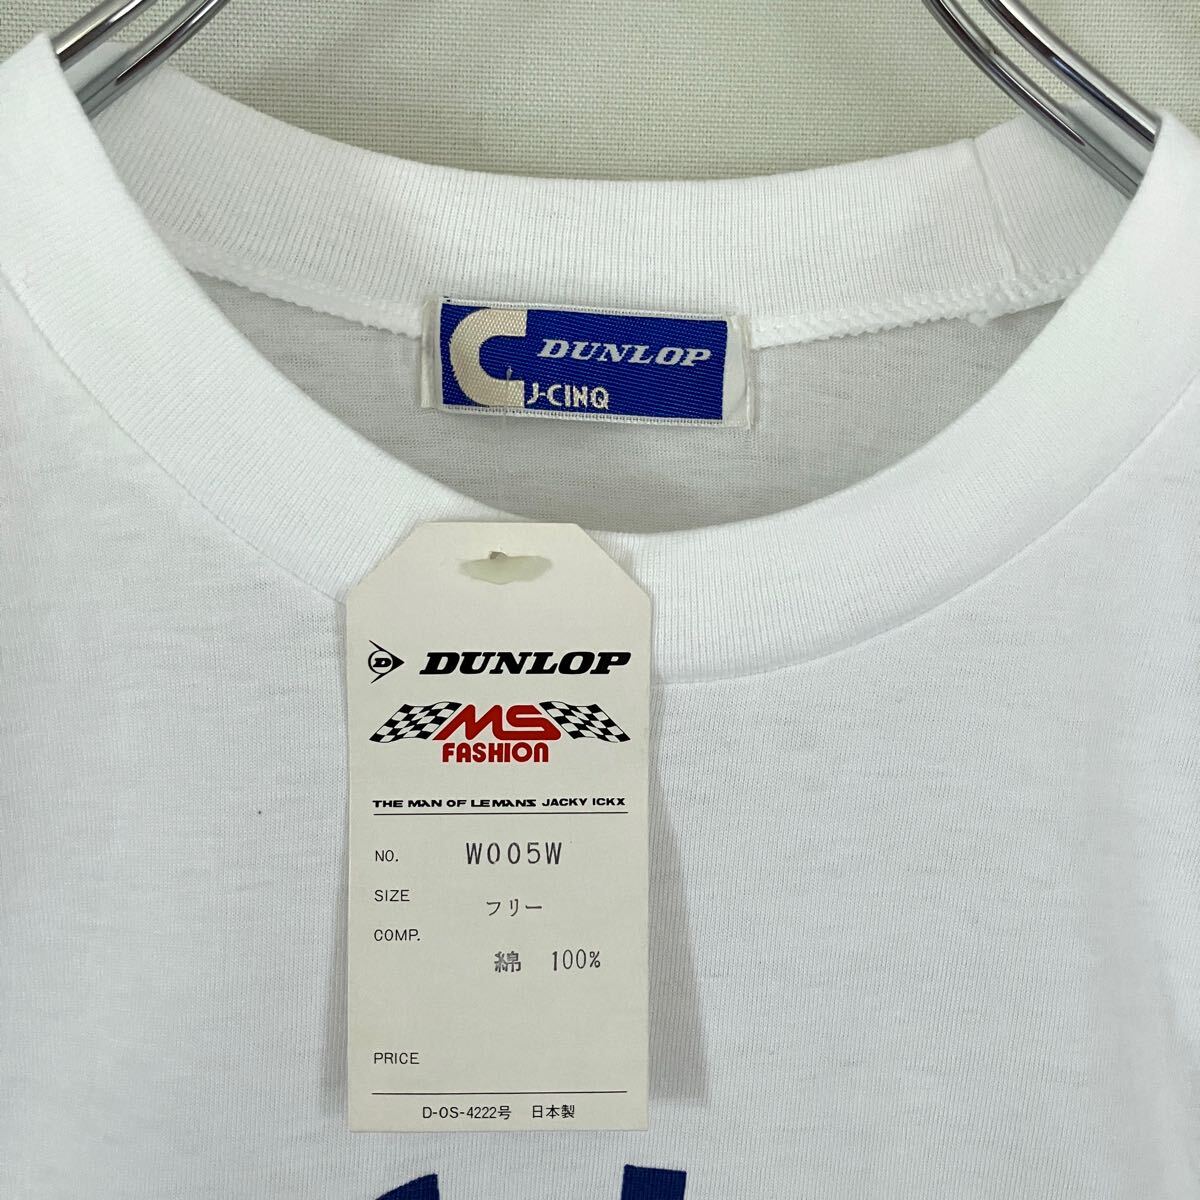 DUNLOP
J-CINQ
D DUNLOP
MS
FASHION
THE MAN OF LEMANS JACKY ICKX
NO. W005W
SIZE フリー
COMP.
綿 100%
PRICE
D-OS-4222号 日本製